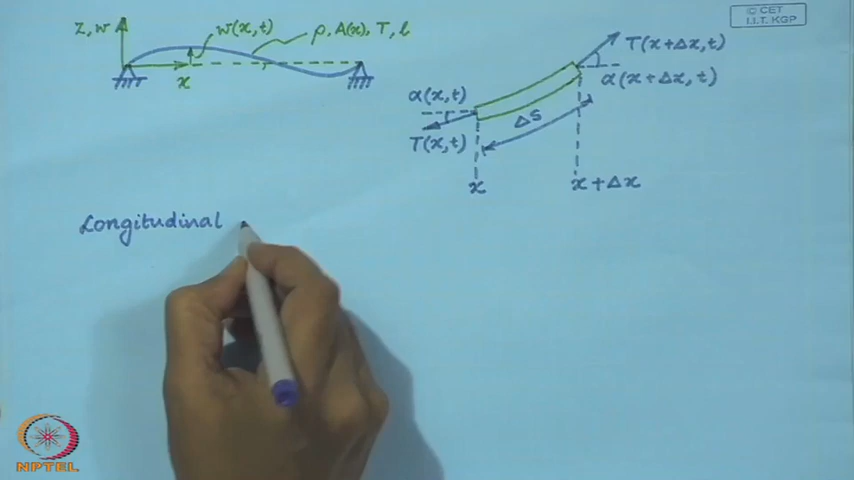 © CET
I.I.T. KGP
z, w
w(x,t)
ρ, A(x), T, l
x
T(x+Δx,t)
α(x+Δx,t)
α(x,t)
T(x,t)
ΔS
x
x+Δx
Longitudinal
NPTEL